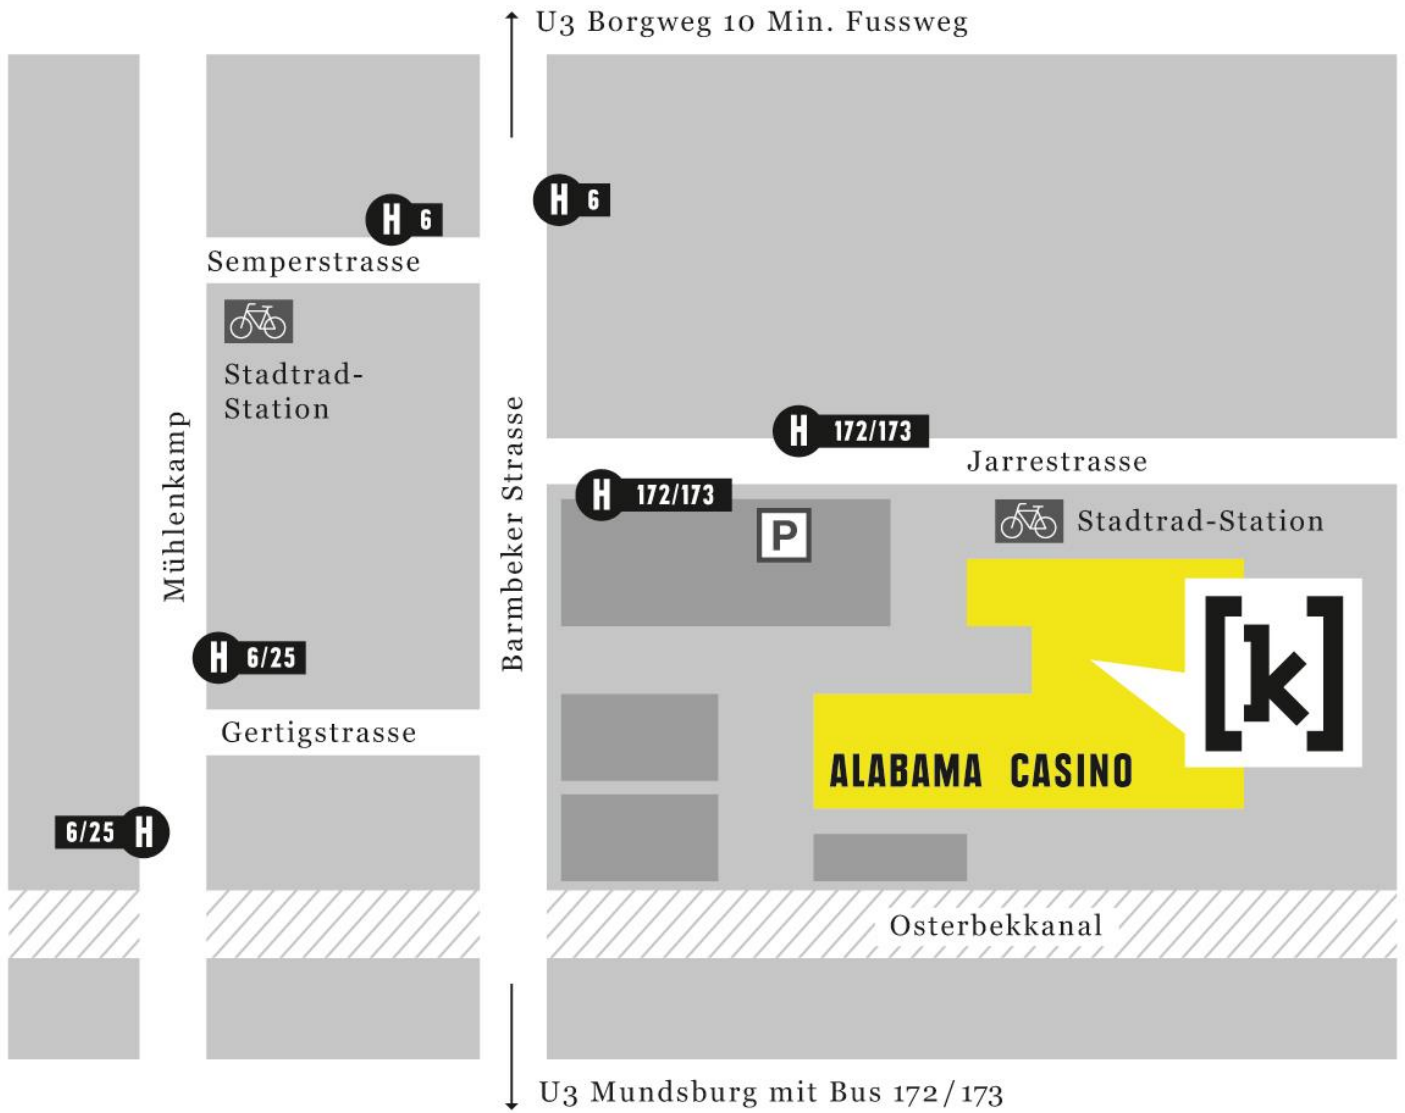 U3 Borgweg 10 Min. Fussweg
H 6
H 6
Semperstrasse
Stadtrad-
Station
Mühlenkamp
Barmbeker Strasse
H 172/173
Jarrestrasse
H 172/173
P
Stadtrad-Station
[k]
H 6/25
Gertigstrasse
ALABAMA CASINO
6/25 H
Osterbekkanal
U3 Mundsburg mit Bus 172/173